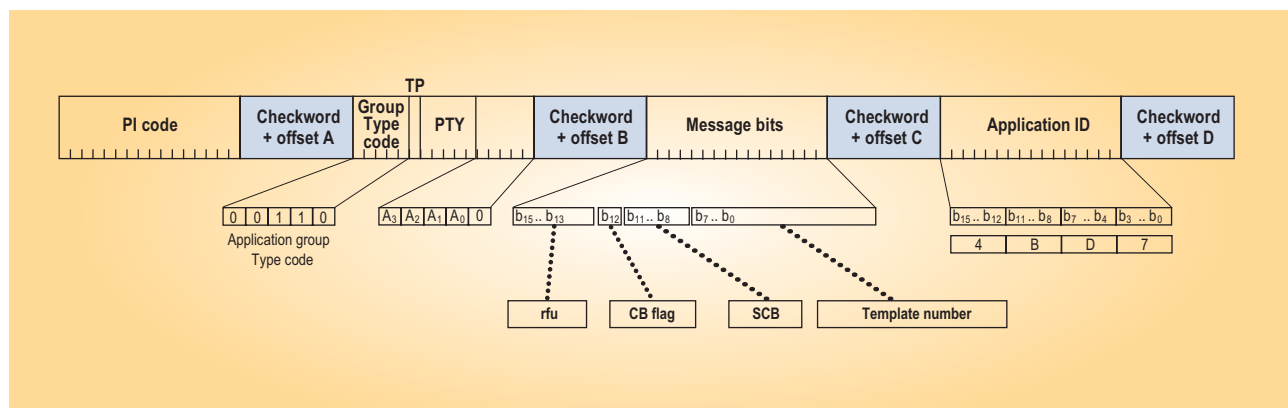 TP
PI code
Checkword
+ offset A
Group
Type
code
PTY
Checkword
+ offset B
Message bits
Checkword
+ offset C
Application ID
Checkword
+ offset D
0 0 1 1 0
A₃ A₂ A₁ A₀ 0
b₁₅.. b₁₃ b₁₂ b₁₁.. b₈ b₇.. b₀
b₁₅.. b₁₂ b₁₁.. b₈ b₇ .. b₄ b₃ .. b₀
Application group
Type code
4 B D 7
rfu
CB flag
SCB
Template number